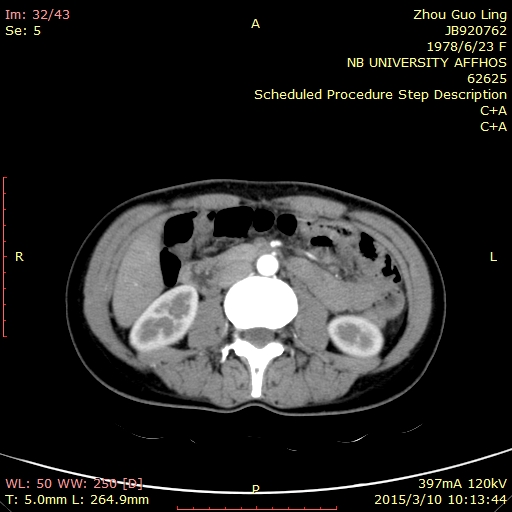 Im: 32/43
Se: 5
A
Zhou Guo Ling
JB920762
1978/6/23 F
NB UNIVERSITY AFFHOS
62625
Scheduled Procedure Step Description
C+A
C+A
R
L
WL: 50 WW: 250 [D]
T: 5.0mm L: 264.9mm
P
397mA 120kV
2015/3/10 10:13:44